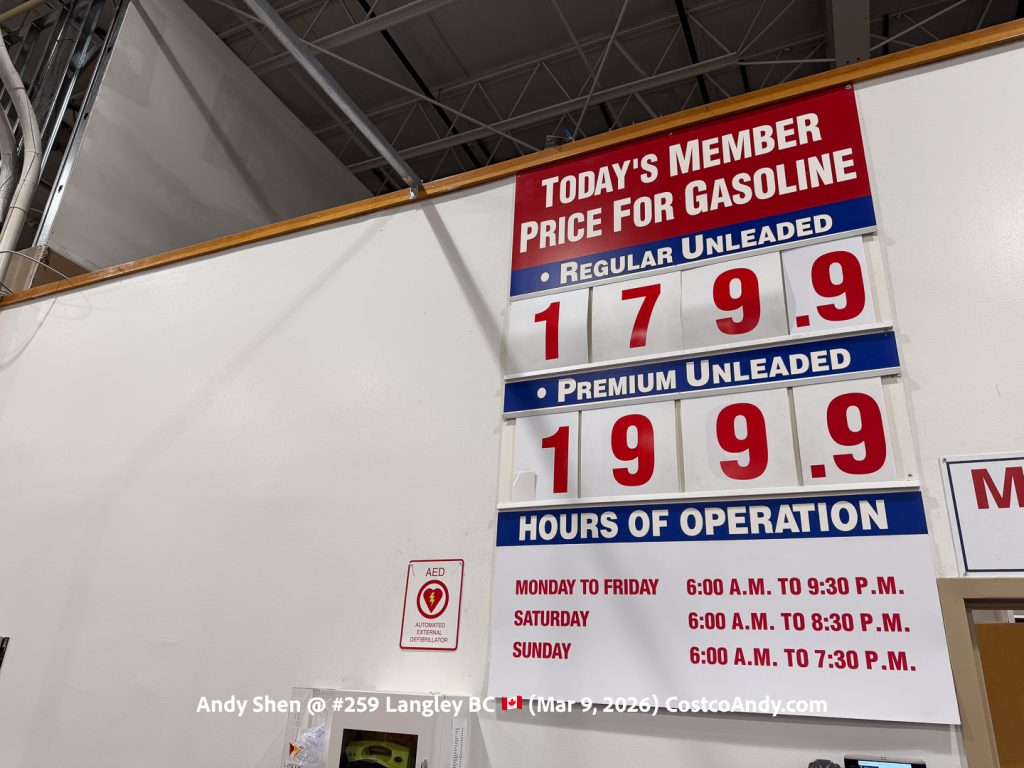 TODAY'S MEMBER
PRICE FOR GASOLINE
• REGULAR UNLEADED
179.9
• PREMIUM UNLEADED
199.9
HOURS OF OPERATION
MONDAY TO FRIDAY 6:00 A.M. TO 9:30 P.M.
SATURDAY 6:00 A.M. TO 8:30 P.M.
SUNDAY 6:00 A.M. TO 7:30 P.M.
M
AED
AUTOMATED
EXTERNAL
DEFIBRILLATOR
Andy Shen @ #259 Langley BC 🇨🇦 (Mar 9, 2026) CostcoAndy.com